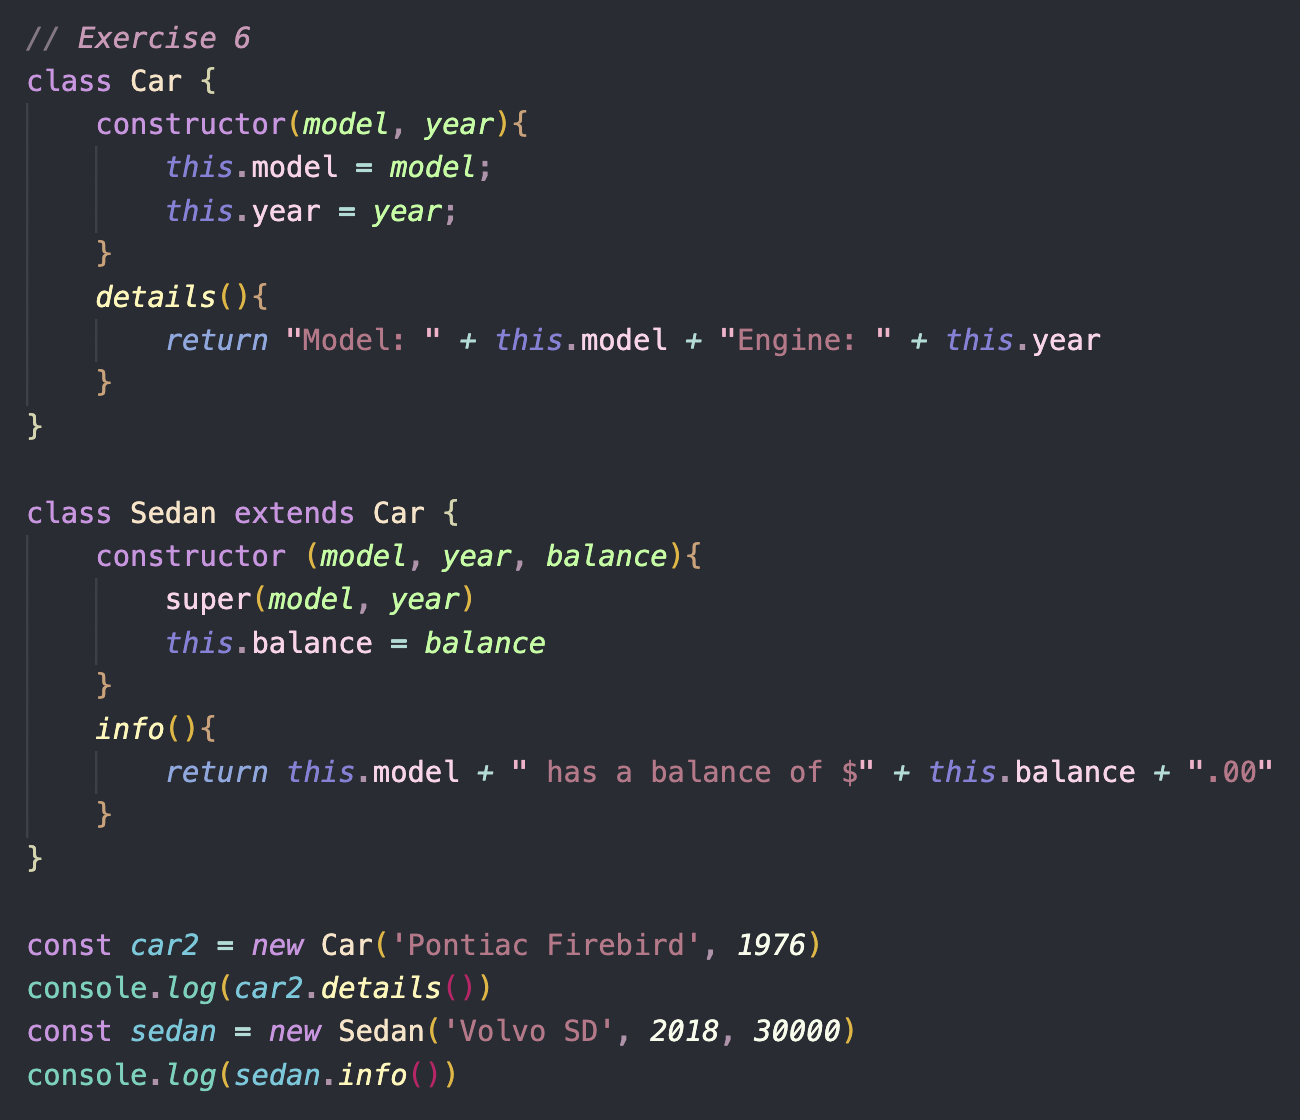 // Exercise 6
class Car {
    constructor(model, year){
        this.model = model;
        this.year = year;
    }
    details(){
        return "Model: " + this.model + "Engine: " + this.year
    }
}

class Sedan extends Car {
    constructor (model, year, balance){
        super(model, year)
        this.balance = balance
    }
    info(){
        return this.model + " has a balance of $" + this.balance + ".00"
    }
}

const car2 = new Car('Pontiac Firebird', 1976)
console.log(car2.details())
const sedan = new Sedan('Volvo SD', 2018, 30000)
console.log(sedan.info())